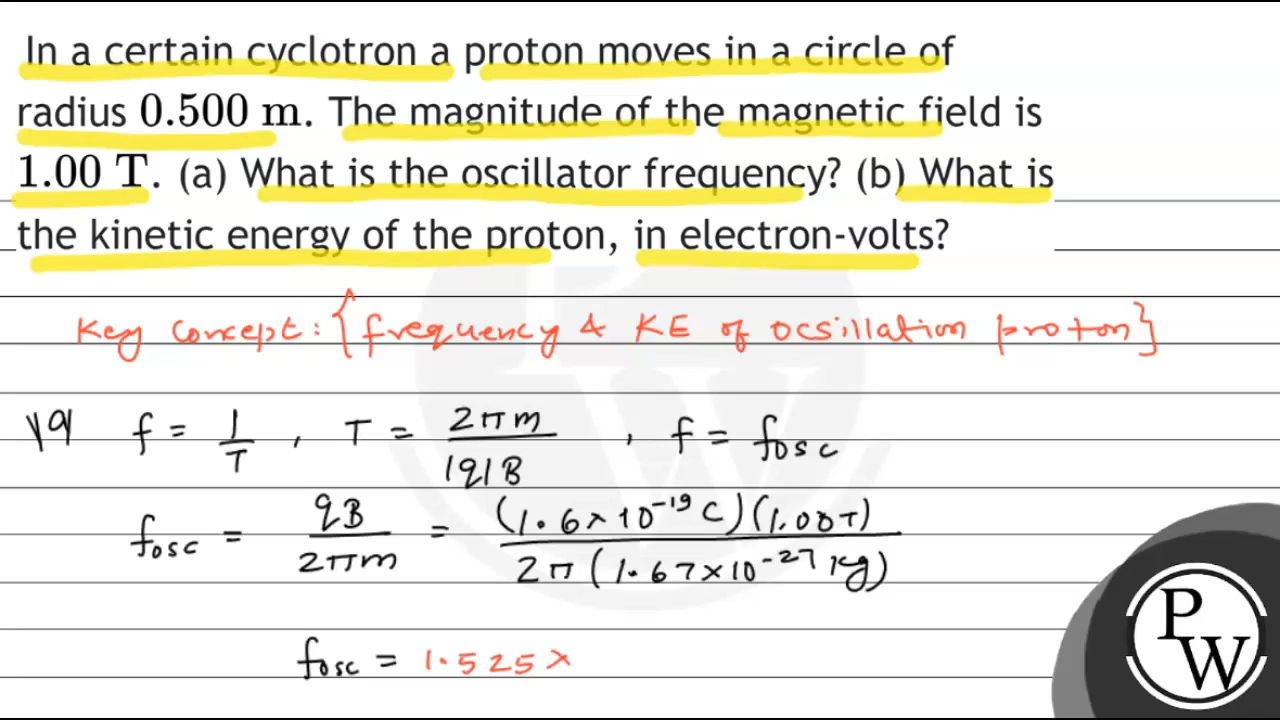 In a certain cyclotron a proton moves in a circle of
radius 0.500 m. The magnitude of the magnetic field is
1.00 T. (a) What is the oscillator frequency? (b) What is
the kinetic energy of the proton, in electron-volts?
Key concept: {frequency & KE of ocsillation proton}
f = 1/T , T = 2πm/|q|B , f = fosc
fosc = qB/2πm = (1.6×10⁻¹⁹ C)(1.00T)/2π(1.67×10⁻²⁷ Kg)
fosc = 1.525×
P
W